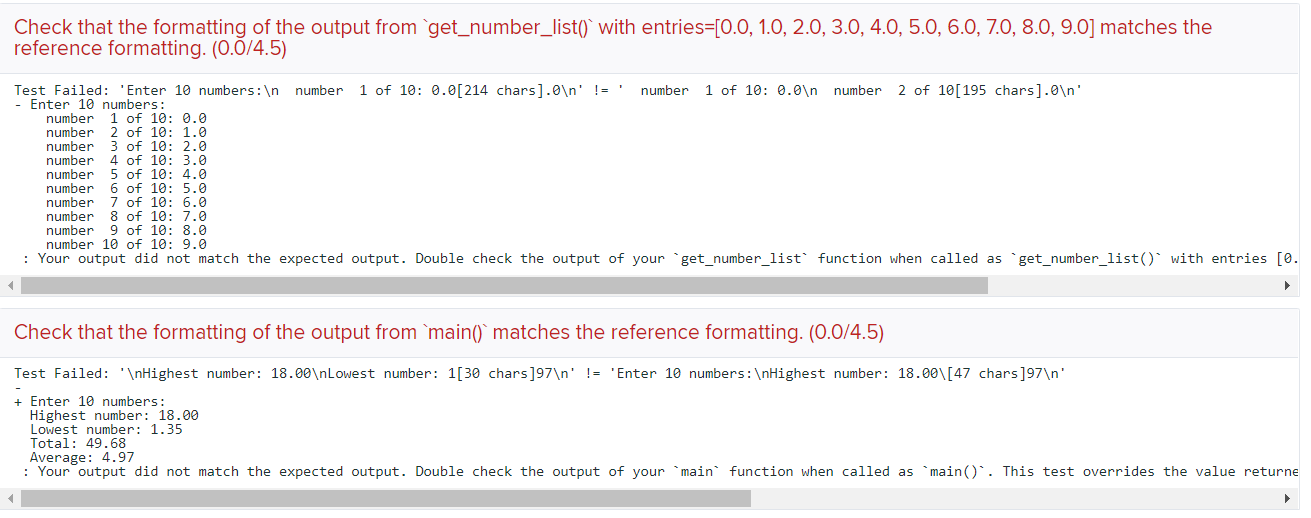 Check that the formatting of the output from `get_number_list()` with entries=[0.0, 1.0, 2.0, 3.0, 4.0, 5.0, 6.0, 7.0, 8.0, 9.0] matches the
reference formatting. (0.0/4.5)
Test Failed: 'Enter 10 numbers:\n  number  1 of 10: 0.0[214 chars].0\n' != '  number  1 of 10: 0.0\n  number  2 of 10[195 chars].0\n'
- Enter 10 numbers:
    number  1 of 10: 0.0
    number  2 of 10: 1.0
    number  3 of 10: 2.0
    number  4 of 10: 3.0
    number  5 of 10: 4.0
    number  6 of 10: 5.0
    number  7 of 10: 6.0
    number  8 of 10: 7.0
    number  9 of 10: 8.0
    number 10 of 10: 9.0
 : Your output did not match the expected output. Double check the output of your `get_number_list` function when called as `get_number_list()` with entries [0.
Check that the formatting of the output from `main()` matches the reference formatting. (0.0/4.5)
Test Failed: '\nHighest number: 18.00\nLowest number: 1[30 chars]97\n' != 'Enter 10 numbers:\nHighest number: 18.00\[47 chars]97\n'
-
+ Enter 10 numbers:
  Highest number: 18.00
  Lowest number: 1.35
  Total: 49.68
  Average: 4.97
 : Your output did not match the expected output. Double check the output of your `main` function when called as `main()`. This test overrides the value returne